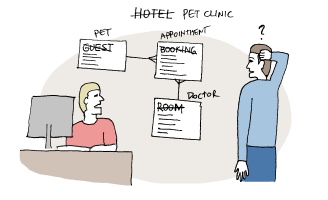 HOTEL PET CLINIC
?
PET
APPOINTMENT
GUEST
BOOKING
DOCTOR
ROOM